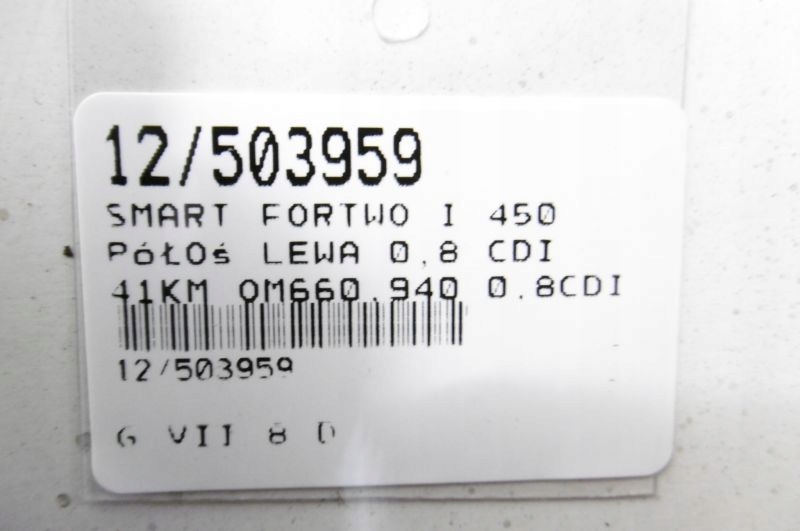 12/503959
SMART FORTWO I 450
PółOś LEWA 0,8 CDI
41KM OM660.940 0.8CDI
12/503959
G VII 8 D